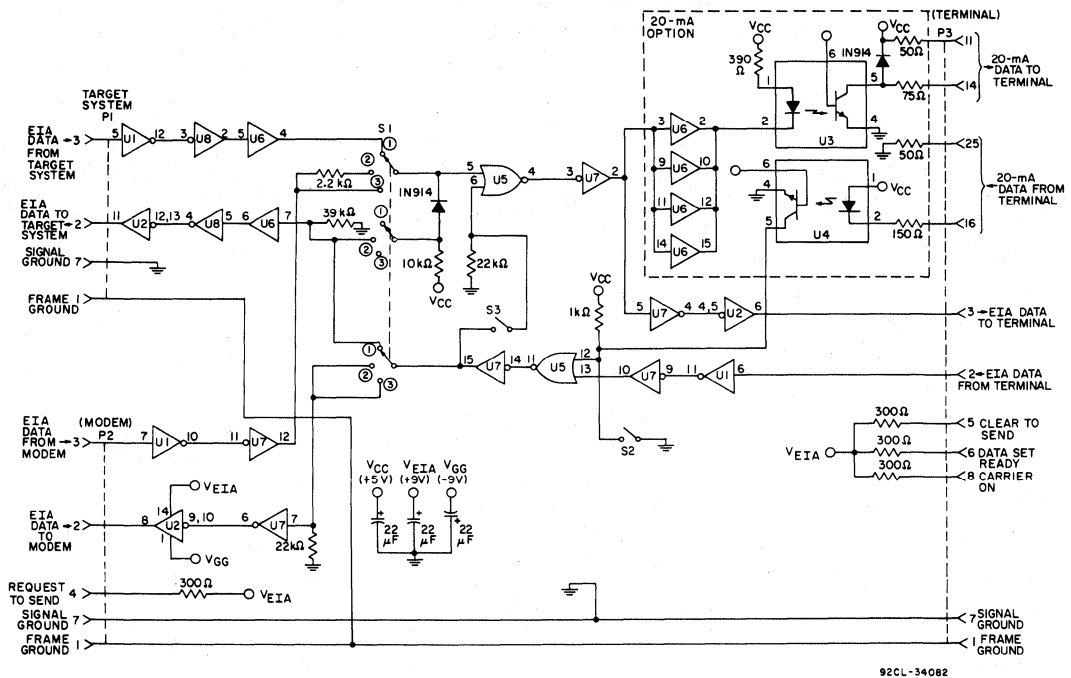 20-mA
OPTION
(TERMINAL)
VCC
390
Ω
1
2
6
IN914
VCC
50Ω
P3
11
5
75Ω
14
4
U3
20-mA
DATA TO
TERMINAL
50Ω
25
6
4
5
1
VCC
2
U4
150Ω
16
20-mA
DATA FROM
TERMINAL
3 U6 2
9 U6 10
11 U6 12
14 U6 15
TARGET
SYSTEM
P1
EIA
DATA
FROM
TARGET
SYSTEM
3
5 U1 12
3 U8 2
5 U6 4
S1
1
2
3
2.2 kΩ
IN914
5
6
U5
4
3 U7 2
EIA
DATA TO
TARGET
SYSTEM
2
11 U2 12,13
4 U8 5
6 U6 7
39 kΩ
1
2
3
10kΩ
VCC
22kΩ
SIGNAL
GROUND 7
FRAME 1
GROUND
S3
VCC
1kΩ
5 U7 4
4,5 U2 6
3 EIA DATA
TO TERMINAL
1
2
3
15 U7 14
11 U5 12
13
10 U7 9
11 U1 6
2 EIA DATA
FROM TERMINAL
S2
EIA
DATA
FROM
MODEM
3
(MODEM)
P2
7 U1 10
11 U7 12
VEIA
300Ω
5 CLEAR TO
SEND
300Ω
6 DATA SET
READY
300Ω
8 CARRIER
ON
VCC
(+5V)
VEIA
(+9V)
VGG
(-9V)
+
22
µF
+
22
µF
+
22
µF
EIA
DATA
TO
MODEM
2
VEIA
14
8 U2 9,10
1
VGG
6 U7 7
22kΩ
REQUEST
TO SEND 4
300Ω
VEIA
SIGNAL
GROUND 7
7 SIGNAL
GROUND
FRAME
GROUND 1
1 FRAME
GROUND
92CL-34082